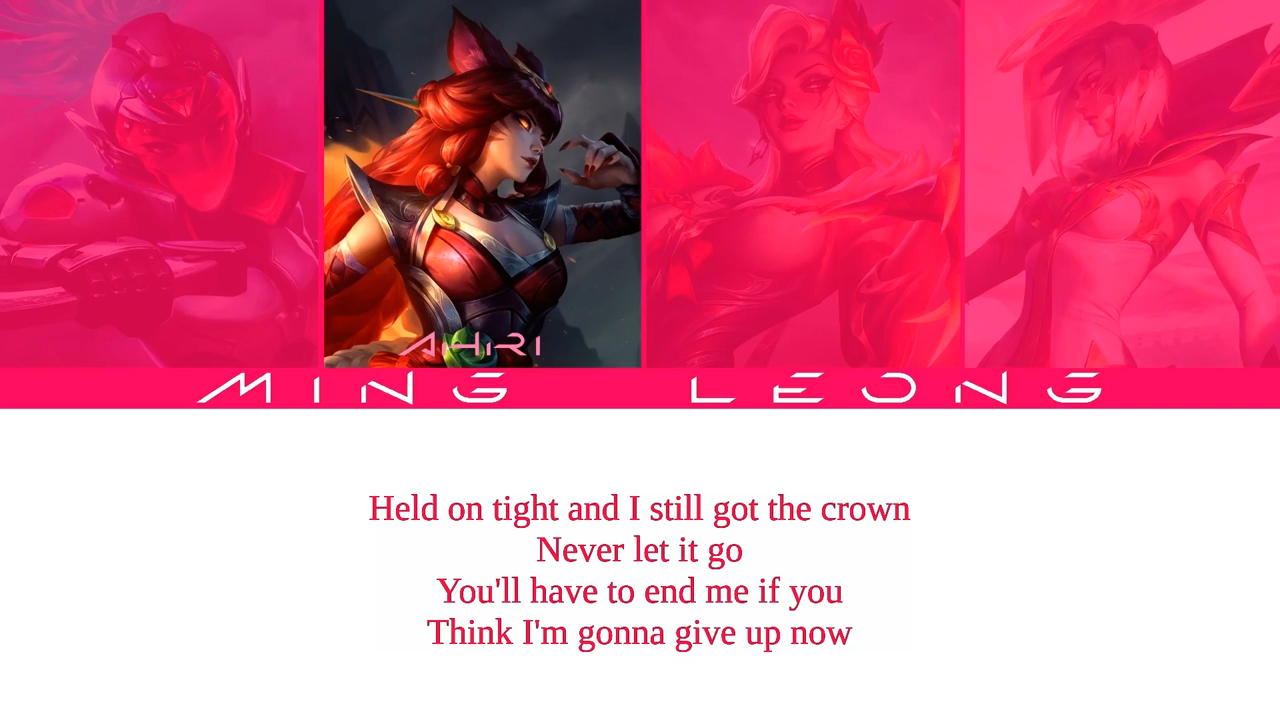 AHRI
MING LEONG
Held on tight and I still got the crown
Never let it go
You'll have to end me if you
Think I'm gonna give up now